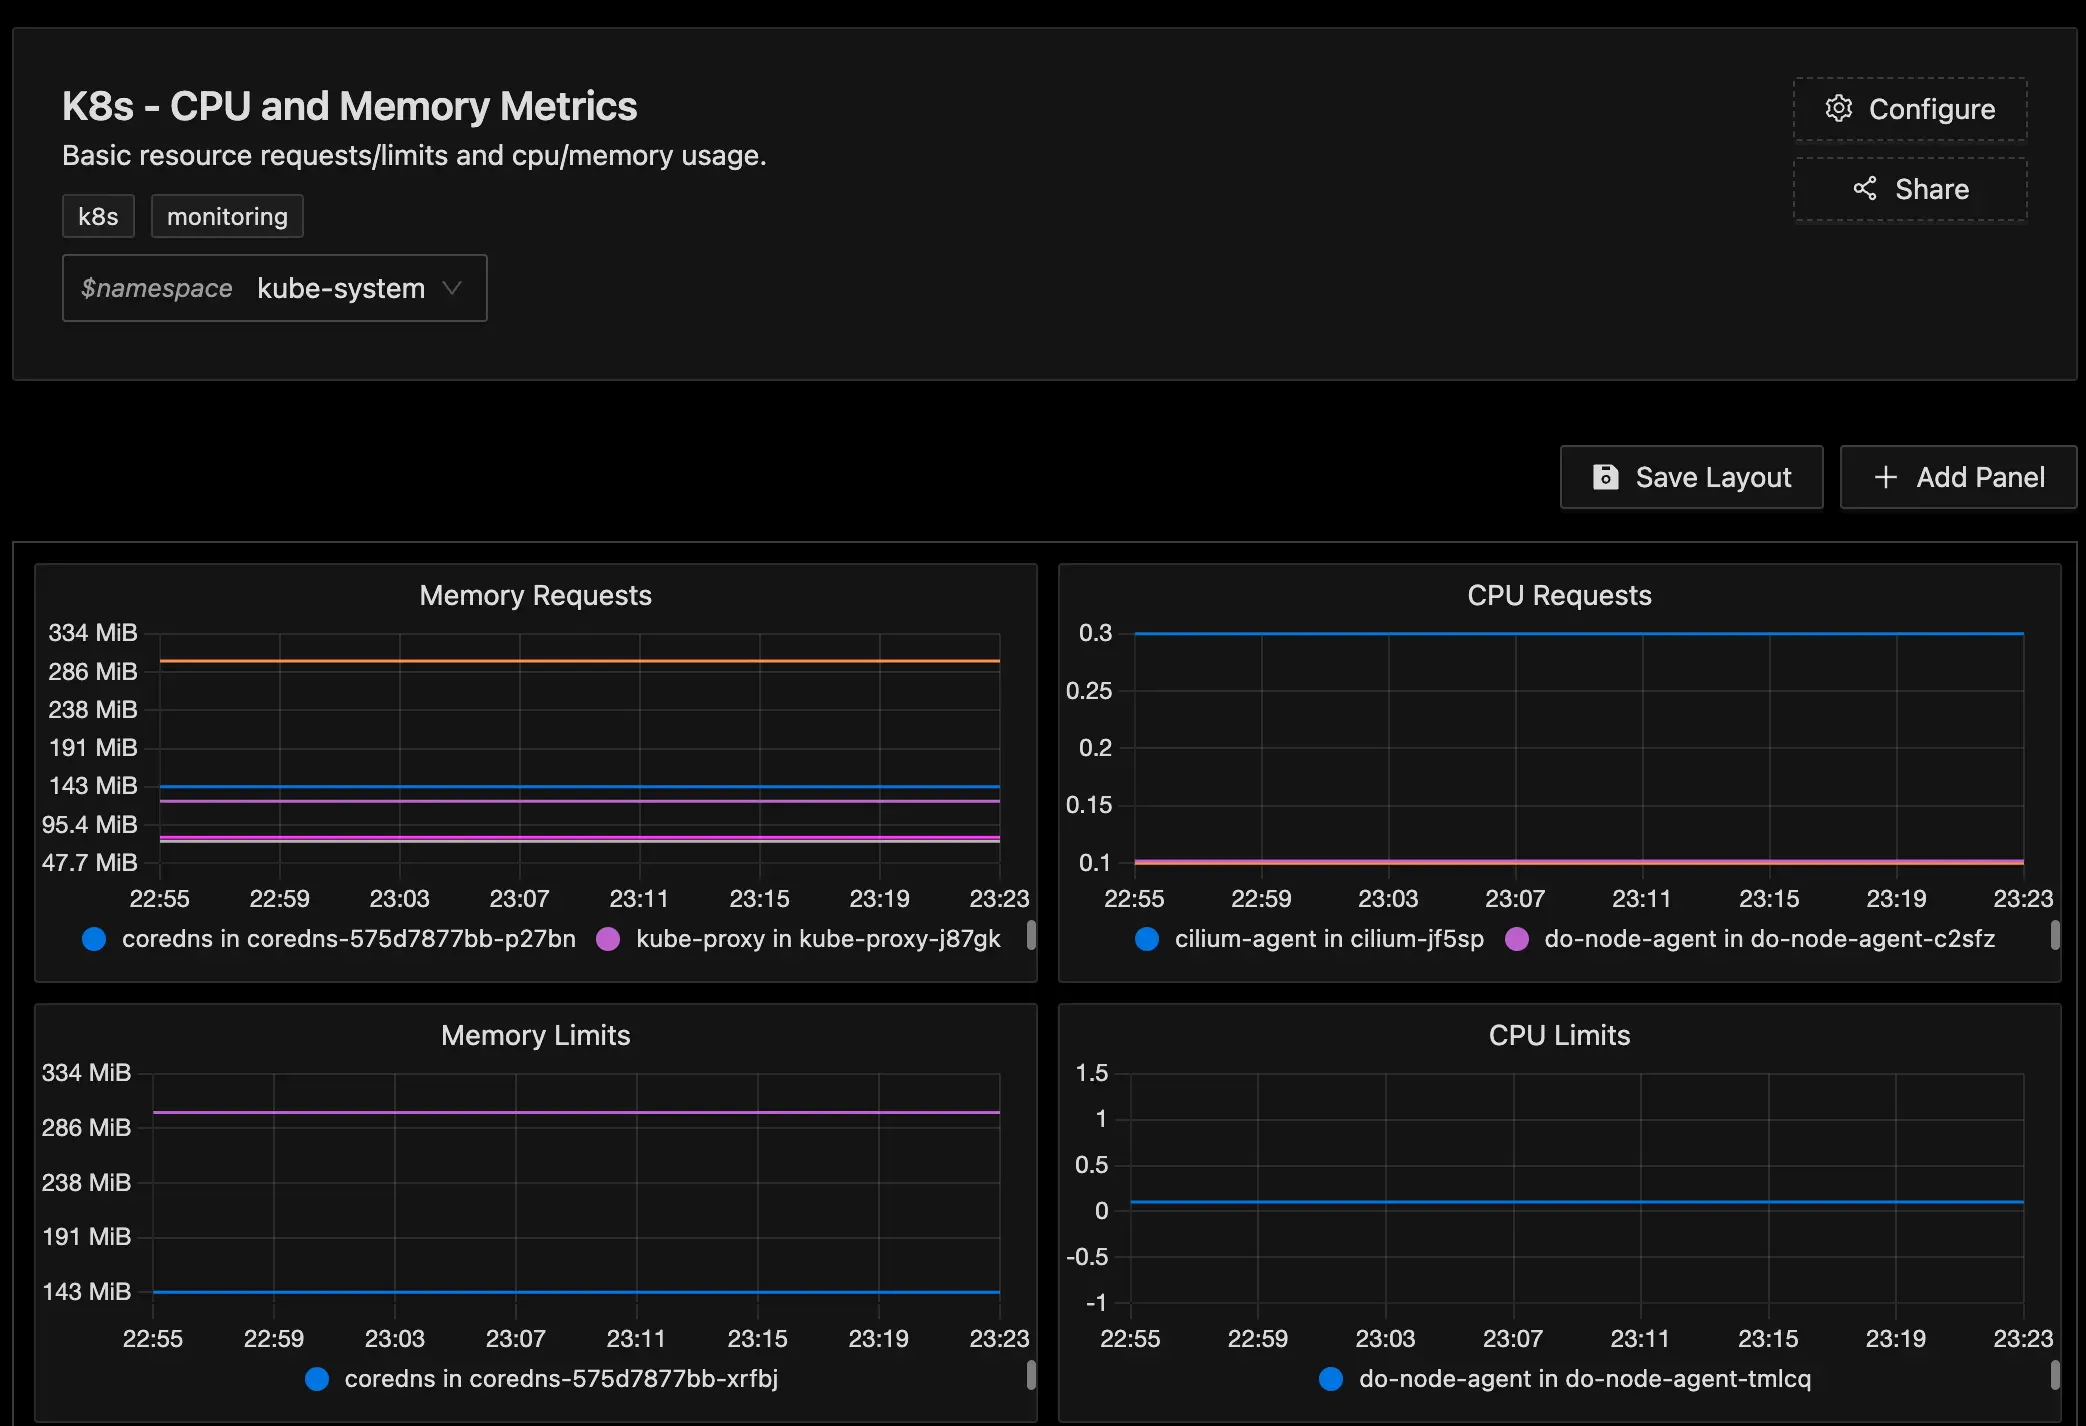 K8s - CPU and Memory Metrics
Basic resource requests/limits and cpu/memory usage.
k8s
monitoring
$namespace kube-system
Configure
Share
Save Layout
Add Panel
Memory Requests
334 MiB
286 MiB
238 MiB
191 MiB
143 MiB
95.4 MiB
47.7 MiB
22:55 22:59 23:03 23:07 23:11 23:15 23:19 23:23
coredns in coredns-575d7877bb-p27bn kube-proxy in kube-proxy-j87gk
CPU Requests
0.3
0.25
0.2
0.15
0.1
22:55 22:59 23:03 23:07 23:11 23:15 23:19 23:23
cilium-agent in cilium-jf5sp do-node-agent in do-node-agent-c2sfz
Memory Limits
334 MiB
286 MiB
238 MiB
191 MiB
143 MiB
22:55 22:59 23:03 23:07 23:11 23:15 23:19 23:23
coredns in coredns-575d7877bb-xrfbj
CPU Limits
1.5
1
0.5
0
-0.5
-1
22:55 22:59 23:03 23:07 23:11 23:15 23:19 23:23
do-node-agent in do-node-agent-tmlcq